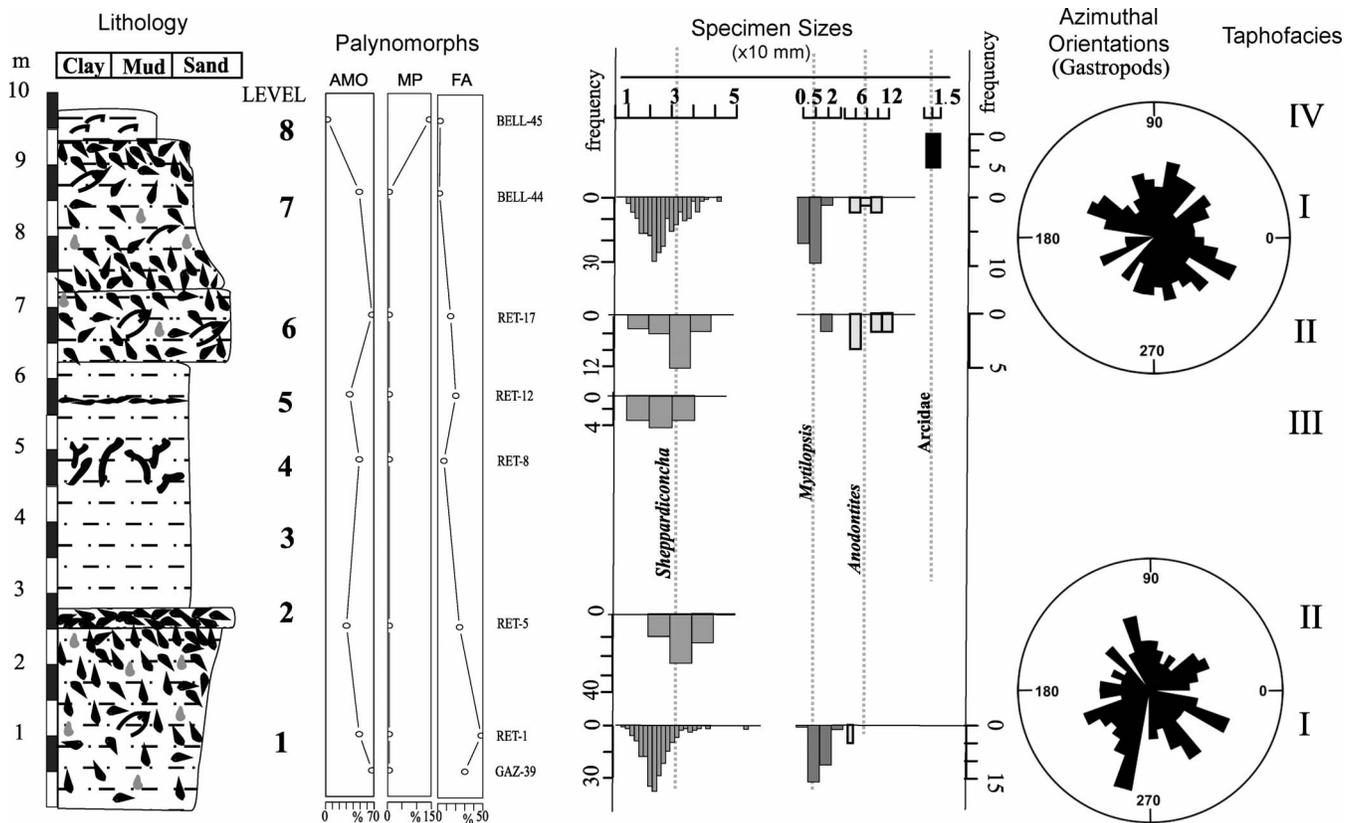 Lithology
Clay Mud Sand
m
10
9
8
7
6
5
4
3
2
1
LEVEL
8
7
6
5
4
3
2
1
Palynomorphs
AMO MP FA
BELL-45
BELL-44
RET-17
RET-12
RET-8
RET-5
RET-1
GAZ-39
% 70 % 150 % 50
Specimen Sizes
(x10 mm)
frequency
1 3 5
0.5 2 6 12
1.5
frequency
0
5
0
30
0
10
0
12
0
5
0
4
Sheppardiconcha
Mytilopsis
Anodontites
Arcidae
0
40
0
30
0
15
Azimuthal
Orientations
(Gastropods)
90
180
0
270
90
180
0
270
Taphofacies
IV
I
II
III
II
I